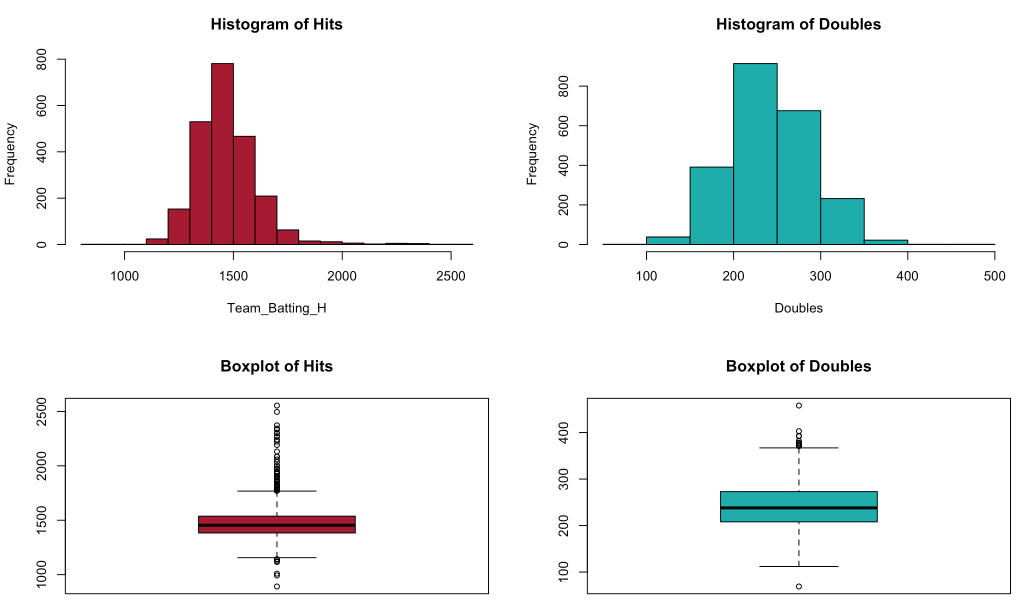 Histogram of Hits
Frequency
0 200 400 600 800
1000 1500 2000 2500
Team_Batting_H
Histogram of Doubles
Frequency
0 200 400 600 800
100 200 300 400 500
Doubles
Boxplot of Hits
1000 1500 2000 2500
Boxplot of Doubles
100 200 300 400